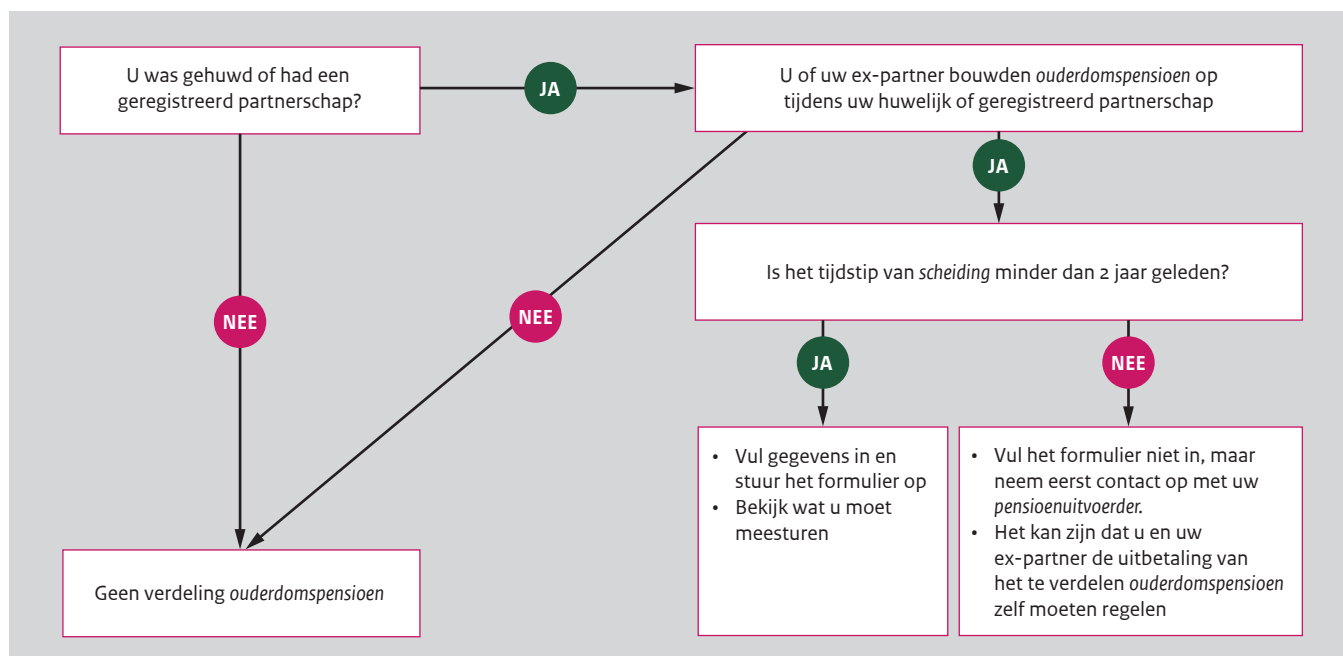 U was gehuwd of had een
geregistreerd partnerschap?
JA
U of uw ex-partner bouwden ouderdomspensioen op
tijdens uw huwelijk of geregistreerd partnerschap
JA
Is het tijdstip van scheiding minder dan 2 jaar geleden?
NEE
NEE
JA
NEE
• Vul gegevens in en
stuur het formulier op
• Bekijk wat u moet
meesturen
• Vul het formulier niet in, maar
neem eerst contact op met uw
pensioenuitvoerder.
• Het kan zijn dat u en uw
ex-partner de uitbetaling van
het te verdelen ouderdomspensioen
zelf moeten regelen
Geen verdeling ouderdomspensioen